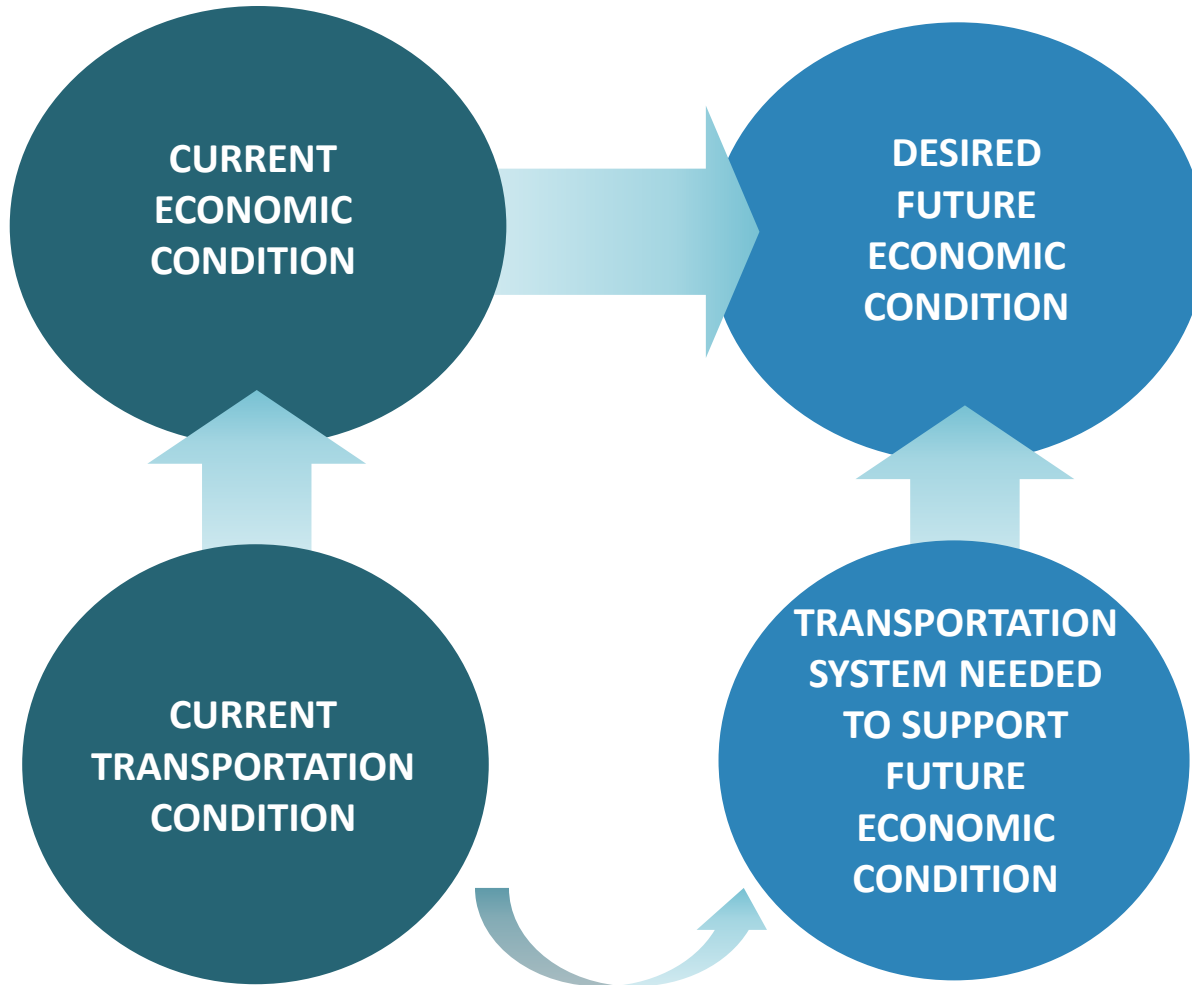 CURRENT
ECONOMIC
CONDITION
DESIRED
FUTURE
ECONOMIC
CONDITION
CURRENT
TRANSPORTATION
CONDITION
TRANSPORTATION
SYSTEM NEEDED
TO SUPPORT
FUTURE
ECONOMIC
CONDITION